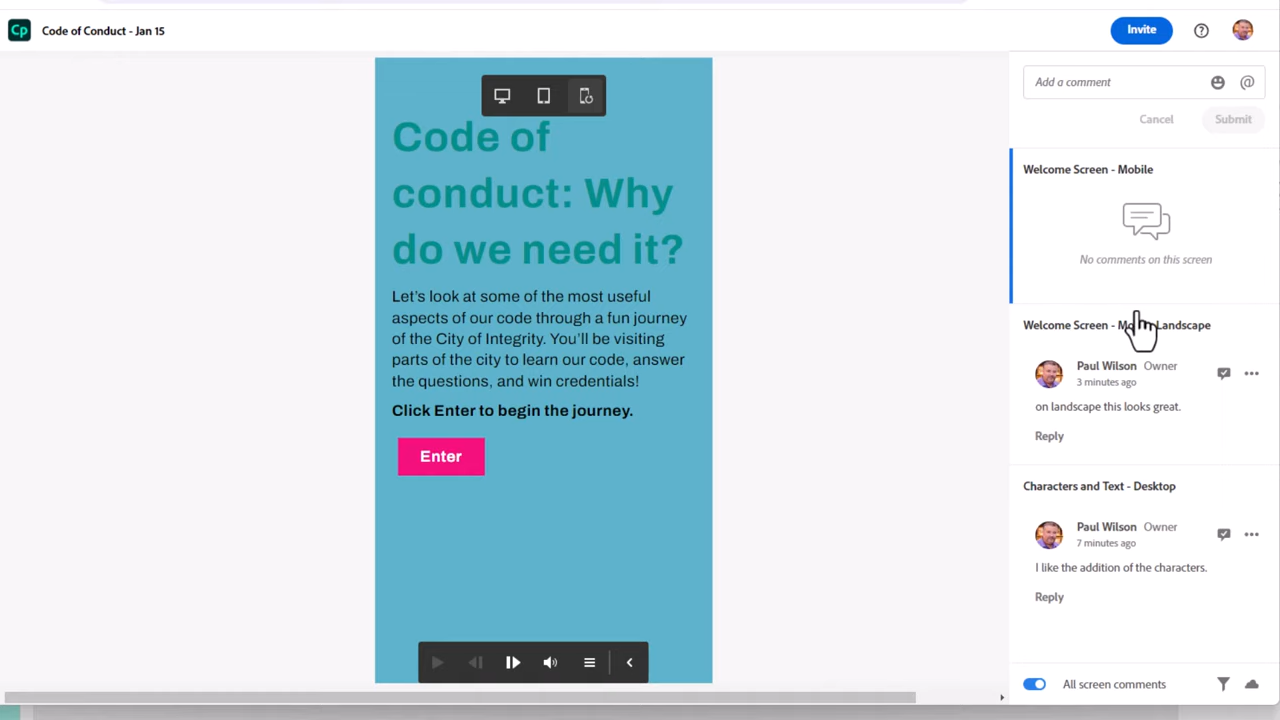 Cp Code of Conduct - Jan 15
Invite
Add a comment
@
Cancel Submit
Code of
conduct: Why
do we need it?
Let's look at some of the most useful
aspects of our code through a fun journey
of the City of Integrity. You'll be visiting
parts of the city to learn our code, answer
the questions, and win credentials!
Click Enter to begin the journey.
Enter
Welcome Screen - Mobile
No comments on this screen
Welcome Screen - Landscape
Paul Wilson Owner
3 minutes ago
on landscape this looks great.
Reply
Characters and Text - Desktop
Paul Wilson Owner
7 minutes ago
I like the addition of the characters.
Reply
All screen comments